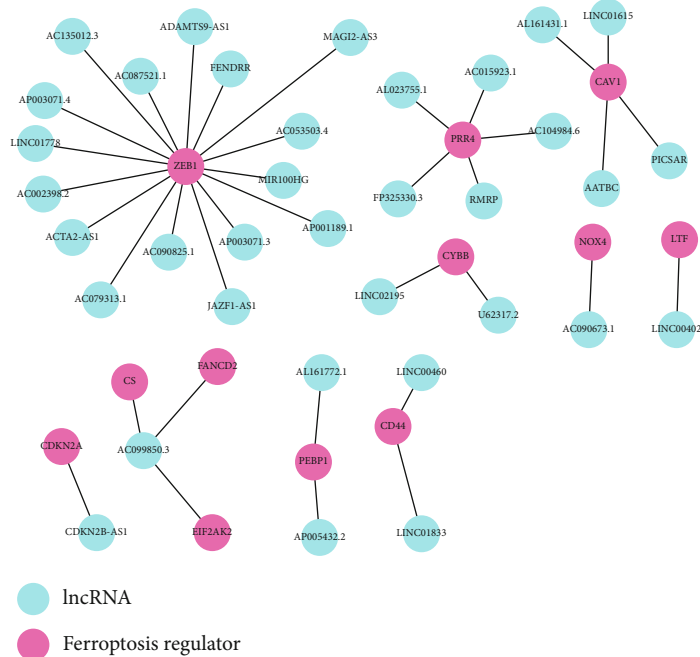 ADAMTS9-AS1
AC135012.3
MAGI2-AS3
AC087521.1
FENDRR
AP003071.4
AC053503.4
LINC01778
ZEB1
MIR100HG
AC002398.2
AP001189.1
ACTA2-AS1
AP003071.3
AC090825.1
AC079313.1
JAZF1-AS1
AL161431.1
LINC01615
AC015923.1
CAV1
AL023755.1
PRR4
AC104984.6
PICSAR
FP325330.3
RMRP
AATBC
CYBB
NOX4
LTF
LINC02195
U62317.2
AC090673.1
LINC00402
CS
FANCD2
AL161772.1
LINC00460
CDKN2A
AC099850.3
CD44
PEBP1
CDKN2B-AS1
EIF2AK2
AP005432.2
LINC01833
lncRNA
Ferroptosis regulator